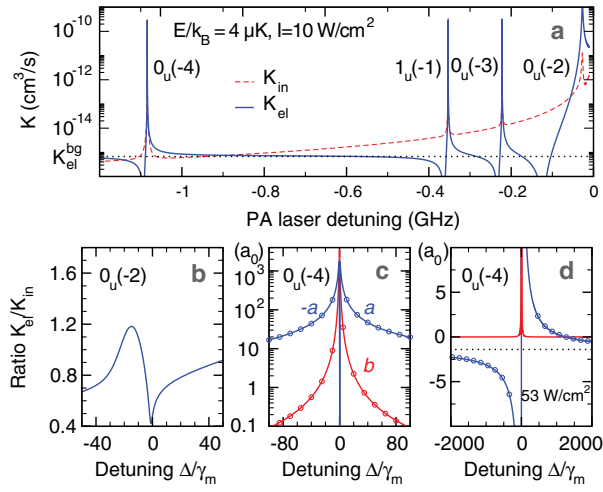 E/k_B = 4 μK, I=10 W/cm²
a
10⁻¹⁰
10⁻¹²
10⁻¹⁴
K (cm³/s)
K_el^bg
0_u(-4)
1_u(-1)
0_u(-3)
0_u(-2)
K_in
K_el
-1
-0.8
-0.6
-0.4
-0.2
0
PA laser detuning (GHz)
1.6
1.2
0.8
0.4
Ratio K_el/K_in
0_u(-2)
b
-40
0
40
Detuning Δ/γ_m
(a₀)
10³
10²
10
1
0.1
0_u(-4)
c
-a
a
b
-80
0
80
Detuning Δ/γ_m
(a₀)
5
0
-5
0_u(-4)
d
53 W/cm²
-2000
0
2000
Detuning Δ/γ_m